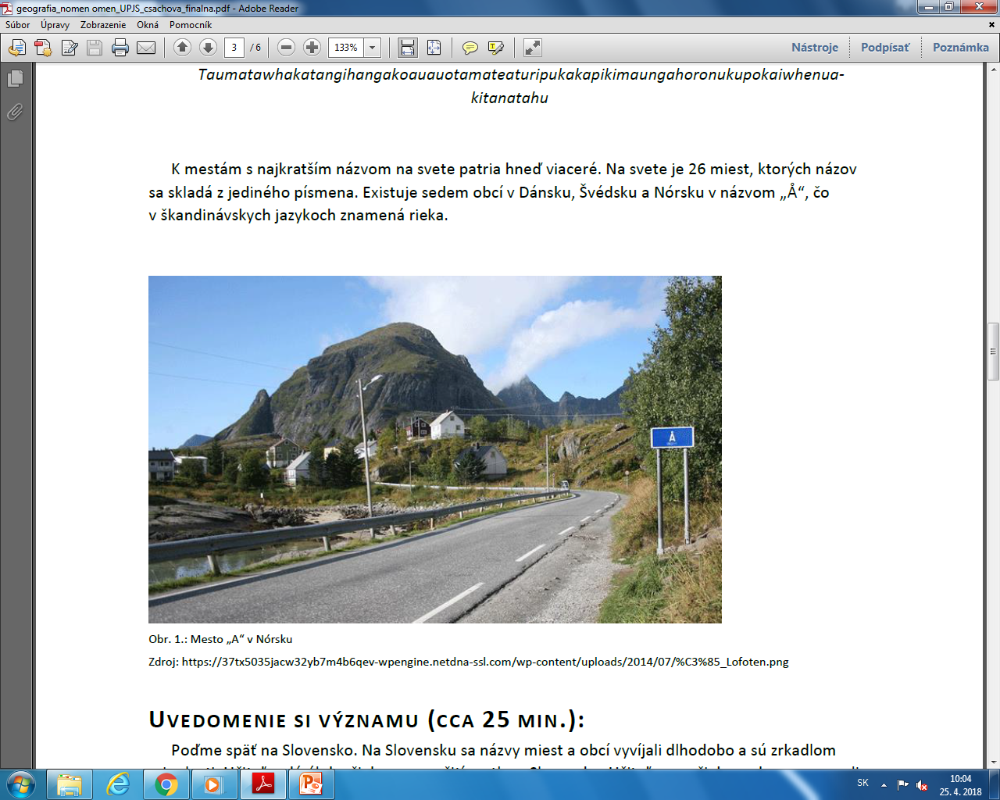 geografia_nomen omen_UPJS_csachova_finalna.pdf - Adobe Reader
Súbor Úpravy Zobrazenie Okná Pomocník
3 / 6 133% Nástroje Podpísať Poznámka
Taumatawhakatangihangakoauauotamateaturipukakapikimaungahoronukupokaiwhenua-
kitanatahu
K mestám s najkratším názvom na svete patria hneď viaceré. Na svete je 26 miest, ktorých názov
sa skladá z jediného písmena. Existuje sedem obcí v Dánsku, Švédsku a Nórsku v názvom „Å“, čo
v škandinávskych jazykoch znamená rieka.
Å
Obr. 1.: Mesto „A“ v Nórsku
Zdroj: https://37tx5035jacw32yb7m4b6qev-wpengine.netdna-ssl.com/wp-content/uploads/2014/07/%C3%85_Lofoten.png
UVEDOMENIE SI VÝZNAMU (CCA 25 MIN.):
Poďme späť na Slovensko. Na Slovensku sa názvy miest a obcí vyvíjali dlhodobo a sú zrkadlom
SK 10:04
25. 4. 2018